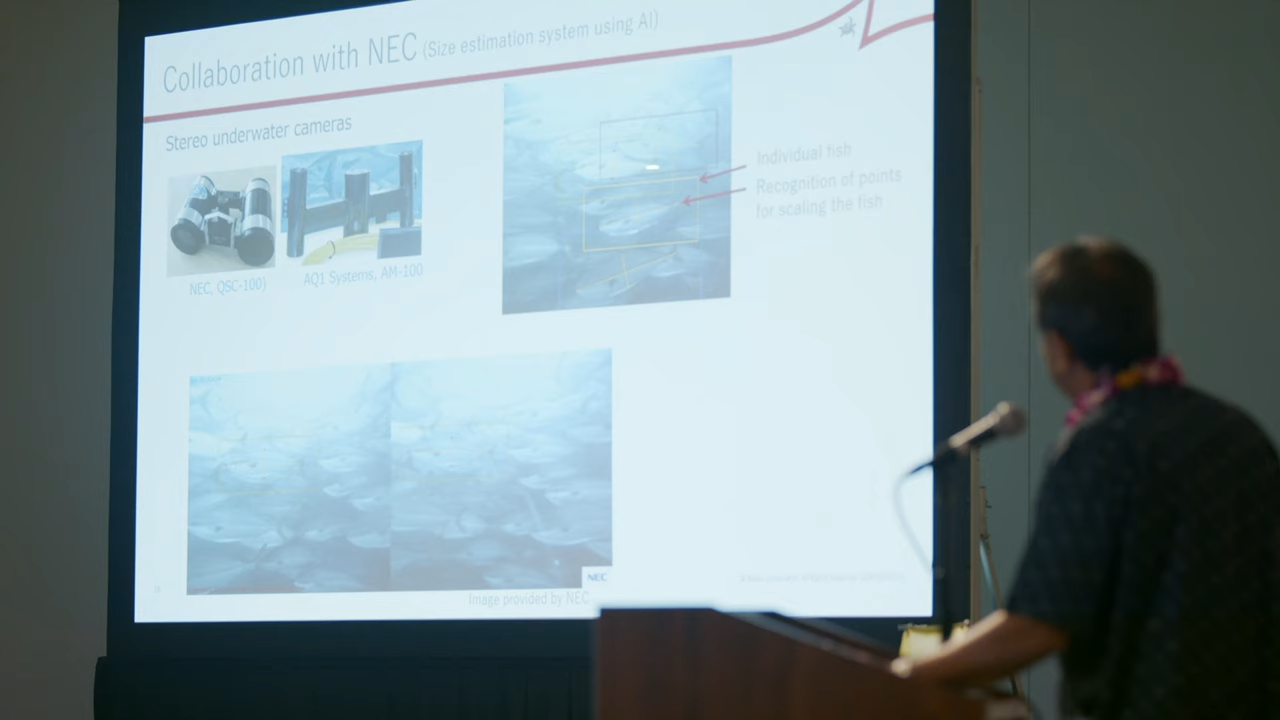 Collaboration with NEC (Size estimation system using AI)
Stereo underwater cameras
Individual fish
Recognition of points
for scaling the fish
NEC, QSC-100)
AQ1 Systems, AM-100
NEC
Image provided by NEC